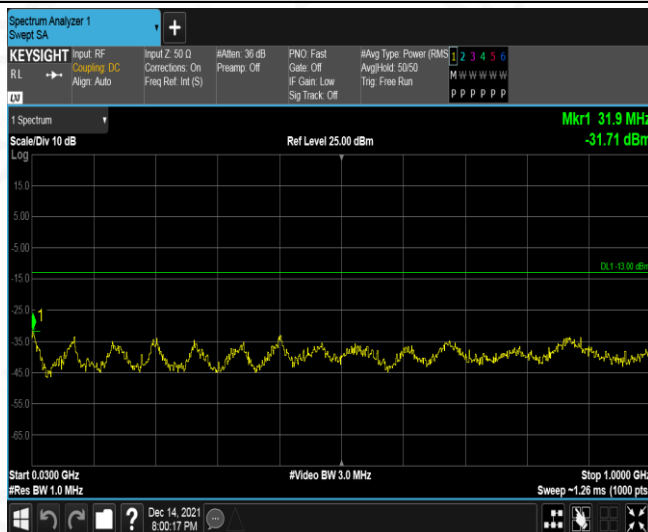 Spectrum Analyzer 1
Swept SA
+
KEYSIGHT
RL
LXI
Input: RF
Coupling: DC
Align: Auto
Input Z: 50 Ω
Corrections: On
Freq Ref: Int (S)
#Atten: 36 dB
Preamp: Off
PNO: Fast
Gate: Off
IF Gain: Low
Sig Track: Off
#Avg Type: Power (RMS
Avg|Hold: 50/50
Trig: Free Run
1 2 3 4 5 6
M W W W W W
P P P P P P
1 Spectrum
Mkr1 31.9 MHz
Scale/Div 10 dB
Ref Level 25.00 dBm
-31.71 dBm
Log
15.0
5.00
-5.00
DL1 -13.00 dBm
-15.0
-25.0
1
-35.0
-45.0
-55.0
-65.0
Start 0.0300 GHz
#Video BW 3.0 MHz
Stop 1.0000 GHz
#Res BW 1.0 MHz
Sweep ~1.26 ms (1000 pts
?
Dec 14, 2021
8:00:17 PM